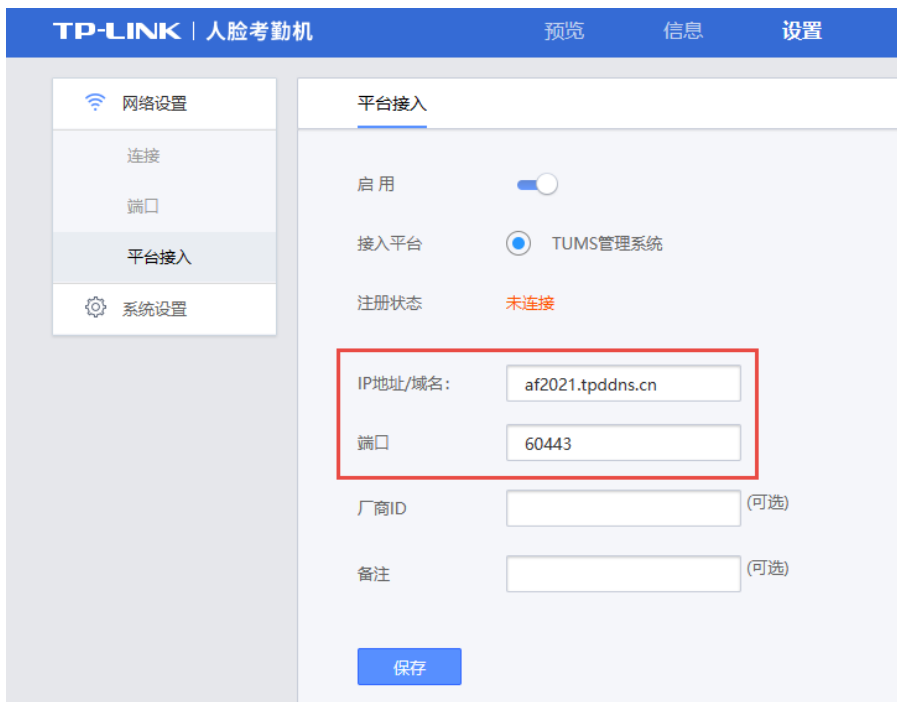 TP-LINK | 人脸考勤机 预览 信息 设置
网络设置
连接
端口
平台接入
系统设置
平台接入
启用
接入平台 TUMS管理系统
注册状态 未连接
IP地址/域名： af2021.tpddns.cn
端口 60443
厂商ID (可选)
备注 (可选)
保存